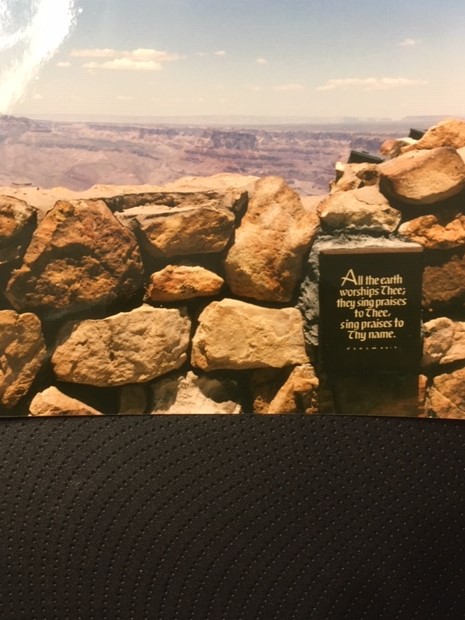 All the earth
worships Thee;
they sing praises
to Thee,
sing praises to
Thy name.